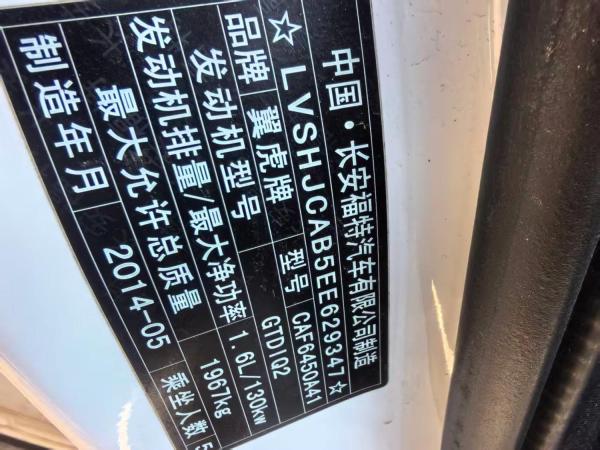 中国·长安福特汽车有限公司制造
☆LVSHJCAB5EE629347☆
品牌 翼虎牌 型号 CAF6450A41
发动机型号 GTDIQ2
发动机排量/最大净功率 1.6L/130kw
最大允许总质量 1967kg
制造年月 2014-05 乘坐人数 5